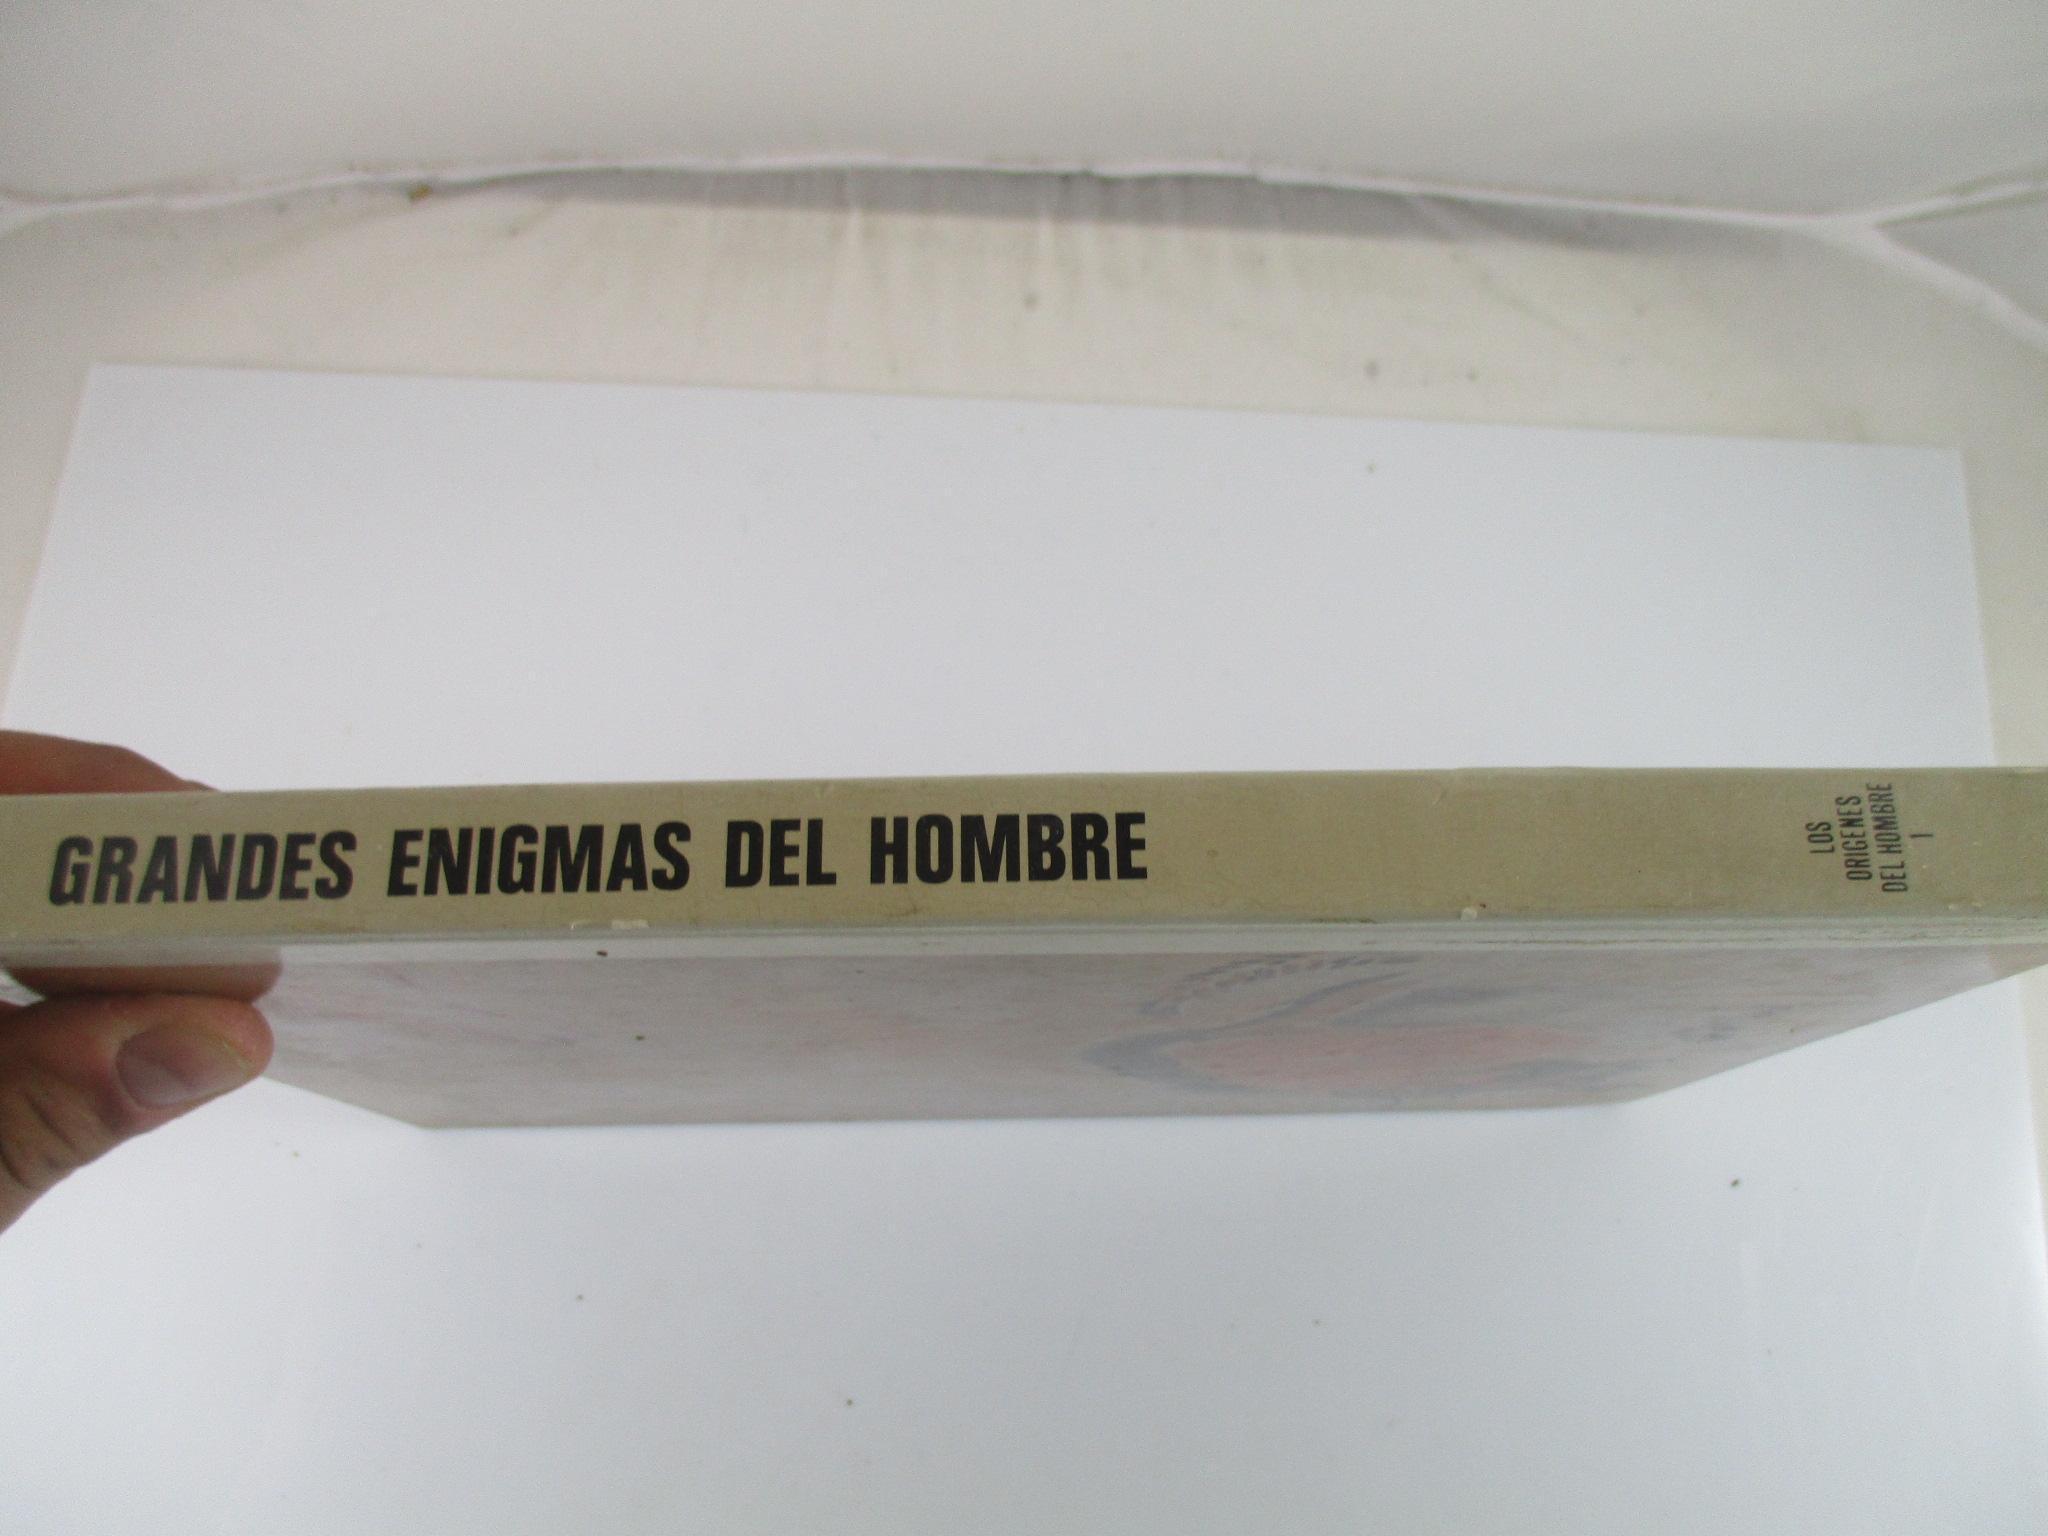 GRANDES ENIGMAS DEL HOMBRE
LOS
ORIGENES
DEL HOMBRE
I